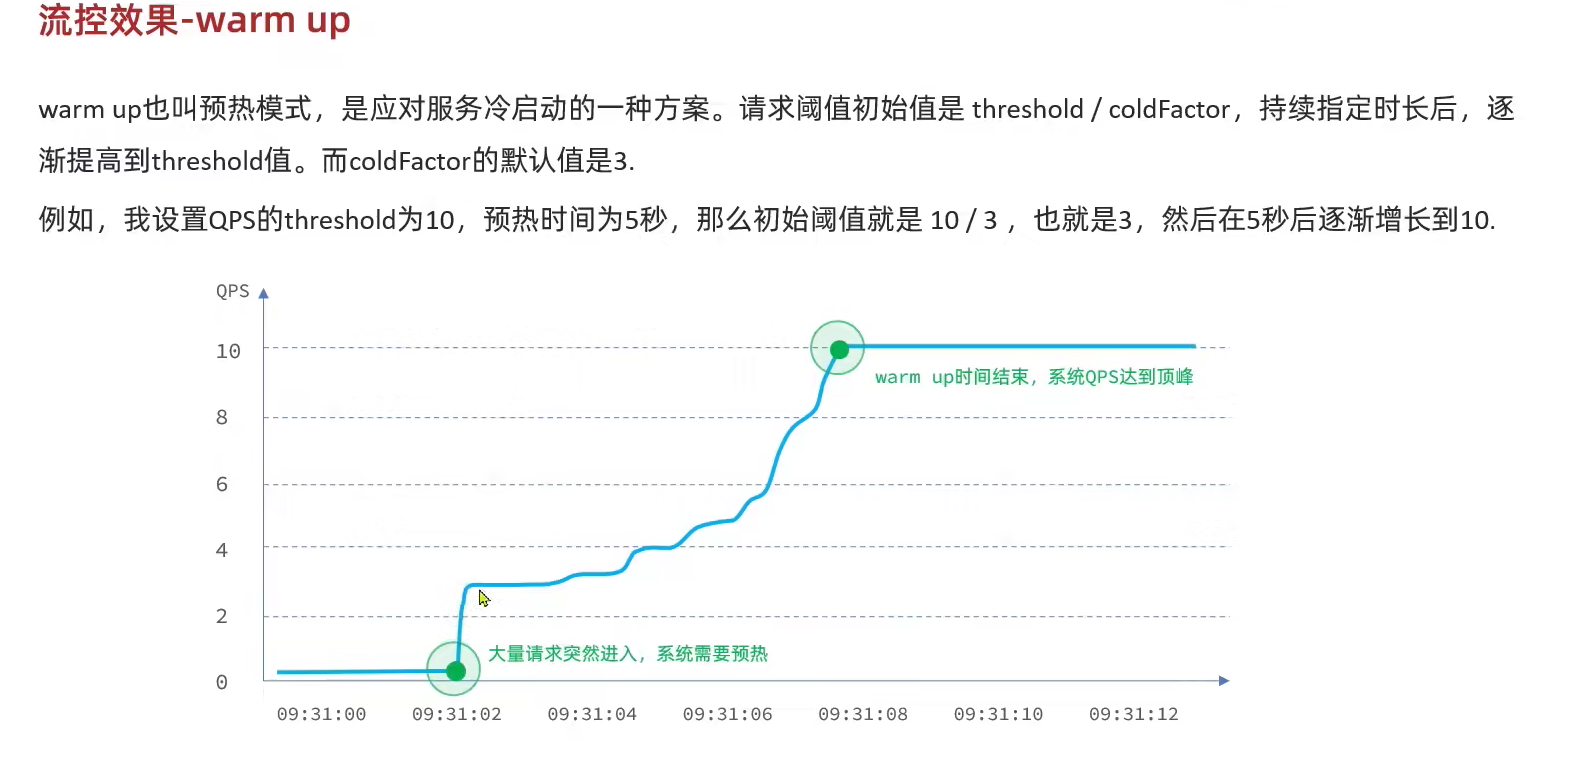 流控效果-warm up
warm up也叫预热模式，是应对服务冷启动的一种方案。请求阈值初始值是 threshold / coldFactor，持续指定时长后，逐
渐提高到threshold值。而coldFactor的默认值是3.
例如，我设置QPS的threshold为10，预热时间为5秒，那么初始阈值就是 10 / 3 ，也就是3，然后在5秒后逐渐增长到10.
QPS
10
warm up时间结束，系统QPS达到顶峰
8
6
4
2
大量请求突然进入，系统需要预热
0
09:31:00 09:31:02 09:31:04 09:31:06 09:31:08 09:31:10 09:31:12